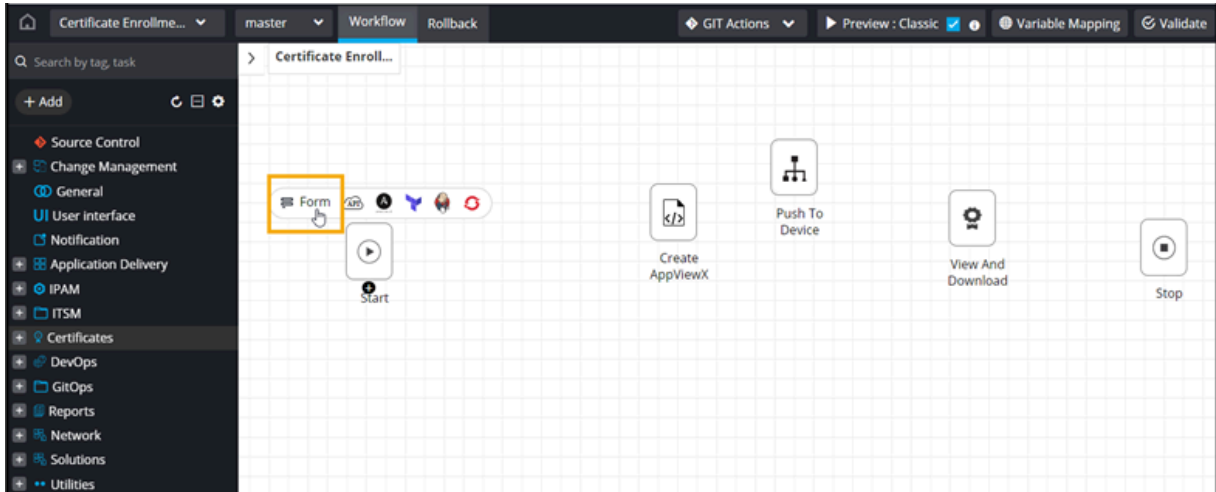 Certificate Enrollme...
master
Workflow
Rollback
GIT Actions
Preview : Classic
Variable Mapping
Validate
Search by tag, task
Certificate Enroll...
+ Add
Source Control
Change Management
General
UI User interface
Notification
Application Delivery
IPAM
ITSM
Certificates
DevOps
GitOps
Reports
Network
Solutions
Utilities
Form
API
Start
Create
AppViewX
Push To
Device
View And
Download
Stop